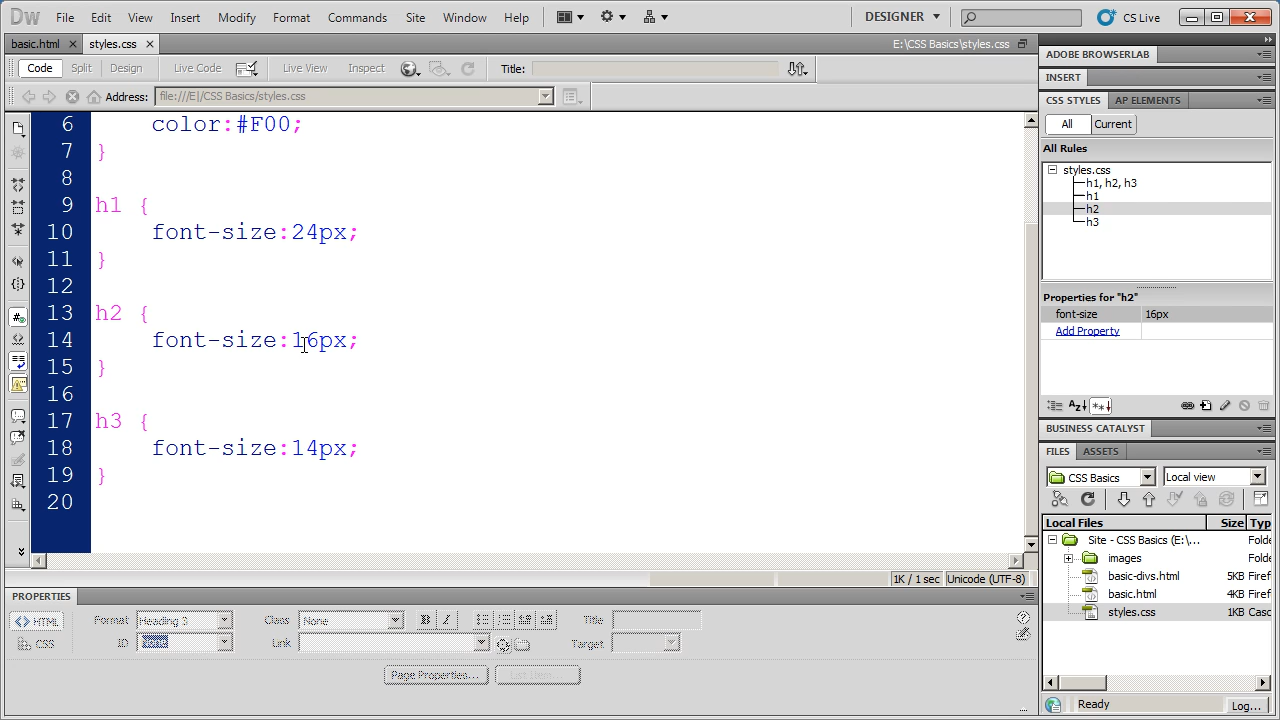 Dw File Edit View Insert Modify Format Commands Site Window Help DESIGNER CS Live
basic.html styles.css E:\CSS Basics\styles.css
Code Split Design Live Code Live View Inspect Title:
Address: file:///E|/CSS Basics/styles.css
6 color:#F00;
7 }
8
9 h1 {
10 font-size:24px;
11 }
12
13 h2 {
14 font-size:16px;
15 }
16
17 h3 {
18 font-size:14px;
19 }
20
1K / 1 sec Unicode (UTF-8)
PROPERTIES
HTML Format Heading 3 Class None B I Title
CSS ID Link Target
Page Properties... List Item...
ADOBE BROWSERLAB
INSERT
CSS STYLES AP ELEMENTS
All Current
All Rules
styles.css
h1, h2, h3
h1
h2
h3
Properties for "h2"
font-size 16px
Add Property
BUSINESS CATALYST
FILES ASSETS
CSS Basics Local view
Local Files Size Typ
Site - CSS Basics (E:\... Folde
images Folde
basic-divs.html 5KB Firef
basic.html 4KB Firef
styles.css 1KB Casc
Ready Log...